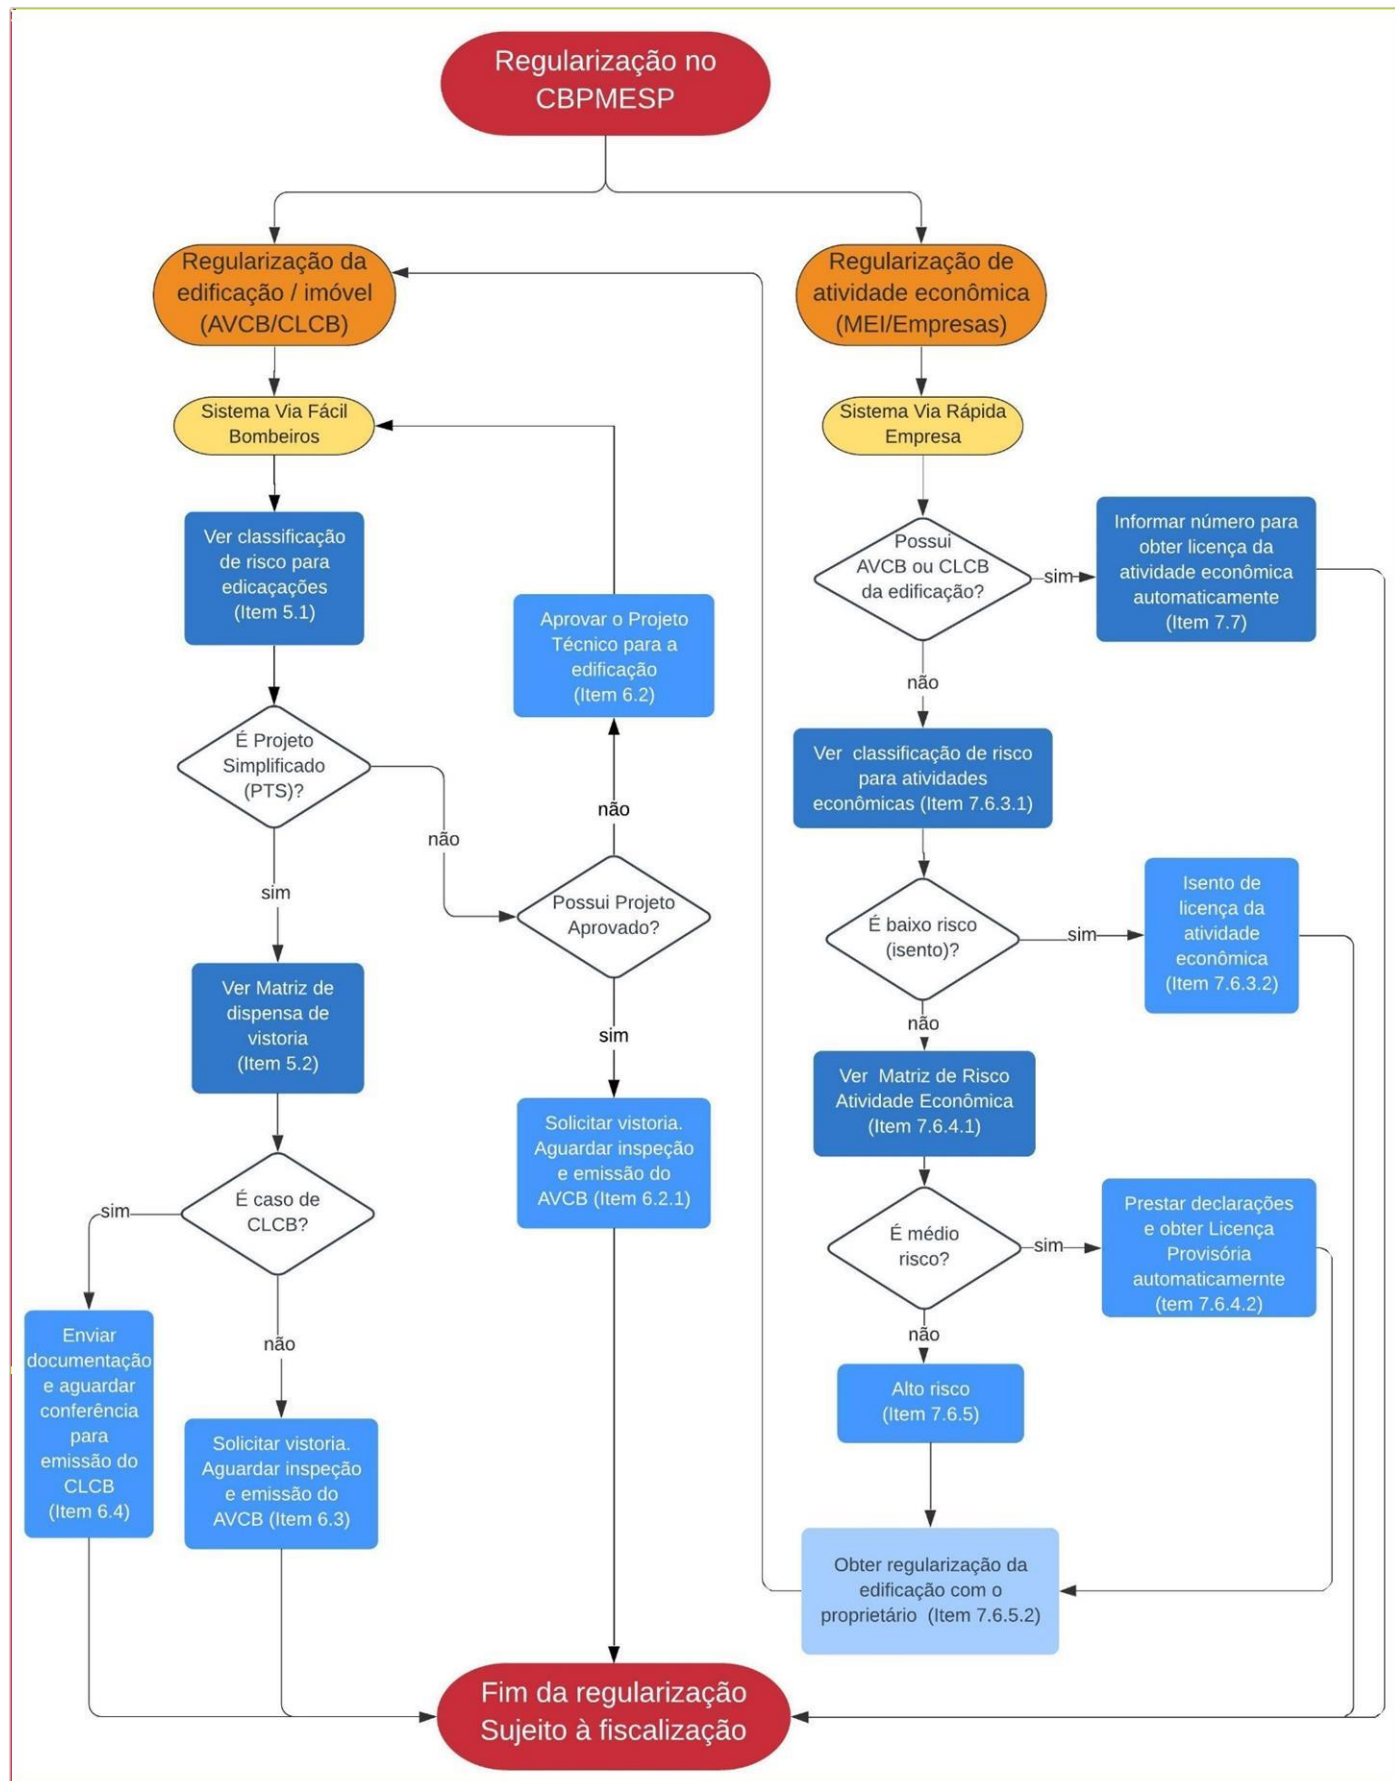 Regularização no
CBPMESP
Regularização da
edificação / imóvel
(AVCB/CLCB)
Regularização de
atividade econômica
(MEI/Empresas)
Sistema Via Fácil
Bombeiros
Sistema Via Rápida
Empresa
Ver classificação
de risco para
edicaçações
(Item 5.1)
Possui
AVCB ou CLCB
da edificação?
sim
Informar número para
obter licença da
atividade econômica
automaticamente
(Item 7.7)
Aprovar o Projeto
Técnico para a
edificação
(Item 6.2)
não
É Projeto
Simplificado
(PTS)?
não
Ver classificação de risco
para atividades
econômicas (Item 7.6.3.1)
não
sim
Possui Projeto
Aprovado?
É baixo risco
(isento)?
sim
Isento de
licença da
atividade
econômica
(Item 7.6.3.2)
Ver Matriz de
dispensa de
vistoria
(Item 5.2)
sim
não
Ver Matriz de Risco
Atividade Econômica
(Item 7.6.4.1)
Solicitar vistoria.
Aguardar inspeção
e emissão do
AVCB (Item 6.2.1)
É caso de
CLCB?
sim
não
É médio
risco?
sim
Prestar declarações
e obter Licença
Provisória
automaticamernte
(tem 7.6.4.2)
não
Enviar
documentação
e aguardar
conferência
para
emissão do
CLCB
(Item 6.4)
Solicitar vistoria.
Aguardar inspeção
e emissão do
AVCB (Item 6.3)
Alto risco
(Item 7.6.5)
Obter regularização da
edificação com o
proprietário (Item 7.6.5.2)
Fim da regularização
Sujeito à fiscalização